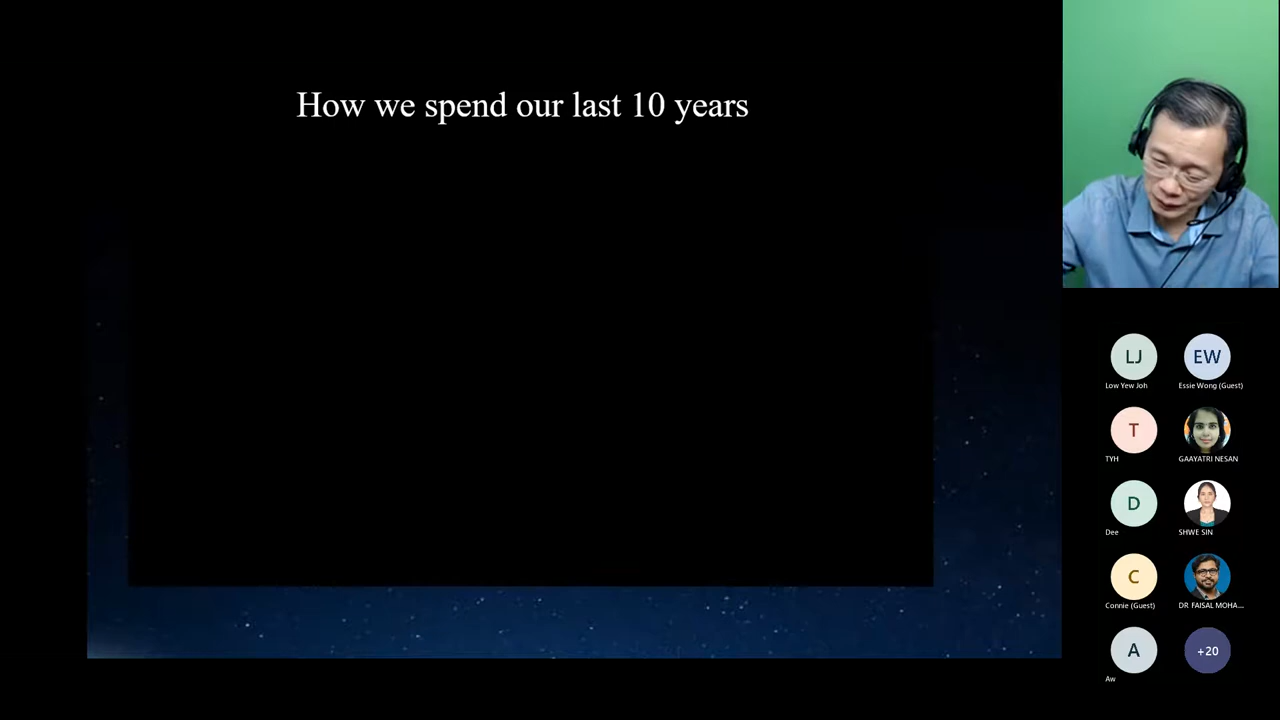 How we spend our last 10 years
LJ
EW
Low Yew Joh
Essie Wong (Guest)
T
TYH
GAAYATRI NESAN
D
Dee
SHWE SIN
C
Connie (Guest)
DR FAISAL MOHA...
A
+20
Aw